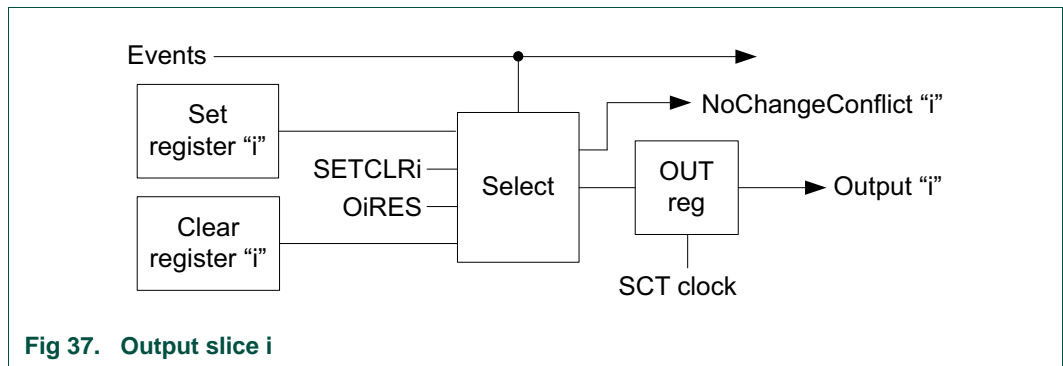 Events
Set
register “i”
NoChangeConflict “i”
SETCLRi
OiRES
Select
OUT
reg
Output “i”
Clear
register “i”
SCT clock
Fig 37. Output slice i